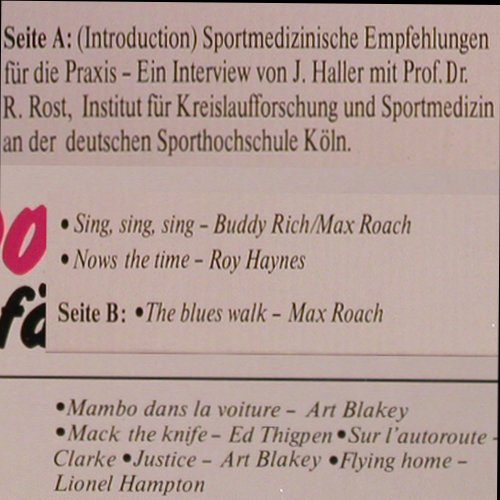 Seite A: (Introduction) Sportmedizinische Empfehlungen
für die Praxis – Ein Interview von J. Haller mit Prof. Dr.
R. Rost, Institut für Kreislaufforschung und Sportmedizin
an der deutschen Sporthochschule Köln.
• Sing, sing, sing – Buddy Rich/Max Roach
• Nows the time – Roy Haynes
Seite B: • The blues walk – Max Roach
• Mambo dans la voiture – Art Blakey
• Mack the knife – Ed Thigpen • Sur l'autoroute –
Clarke • Justice – Art Blakey • Flying home –
Lionel Hampton